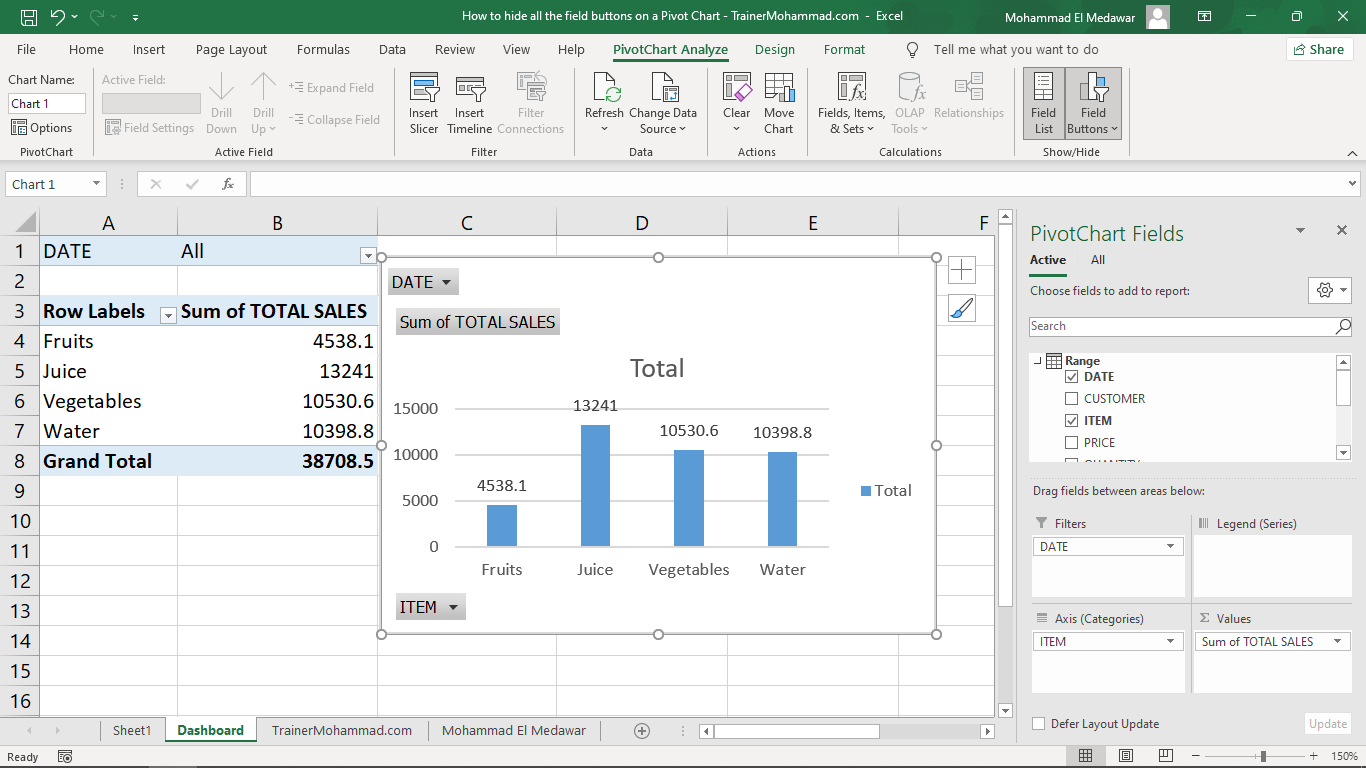 How to hide all the field buttons on a Pivot Chart - TrainerMohammad.com - Excel
Mohammad El Medawar
File Home Insert Page Layout Formulas Data Review View Help PivotChart Analyze Design Format Tell me what you want to do Share
Chart Name:
Chart 1
Options
PivotChart
Active Field:
Field Settings
Drill Down
Drill Up
Expand Field
Collapse Field
Active Field
Insert Slicer
Insert Timeline
Filter Connections
Filter
Refresh
Change Data Source
Data
Clear
Move Chart
Actions
Fields, Items, & Sets
OLAP Tools
Relationships
Calculations
Field List
Field Buttons
Show/Hide
Chart 1
fx
A B C D E F
1 DATE All
2
3 Row Labels Sum of TOTAL SALES
4 Fruits 4538.1
5 Juice 13241
6 Vegetables 10530.6
7 Water 10398.8
8 Grand Total 38708.5
9
10
11
12
13
14
15
16
DATE
Sum of TOTAL SALES
Total
15000
10000
5000
0
4538.1
13241
10530.6
10398.8
Fruits Juice Vegetables Water
Total
ITEM
PivotChart Fields
Active All
Choose fields to add to report:
Search
Range
DATE
CUSTOMER
ITEM
PRICE
Drag fields between areas below:
Filters
DATE
Legend (Series)
Axis (Categories)
ITEM
Σ Values
Sum of TOTAL SALES
Defer Layout Update
Update
Sheet1 Dashboard TrainerMohammad.com Mohammad El Medawar
Ready
150%